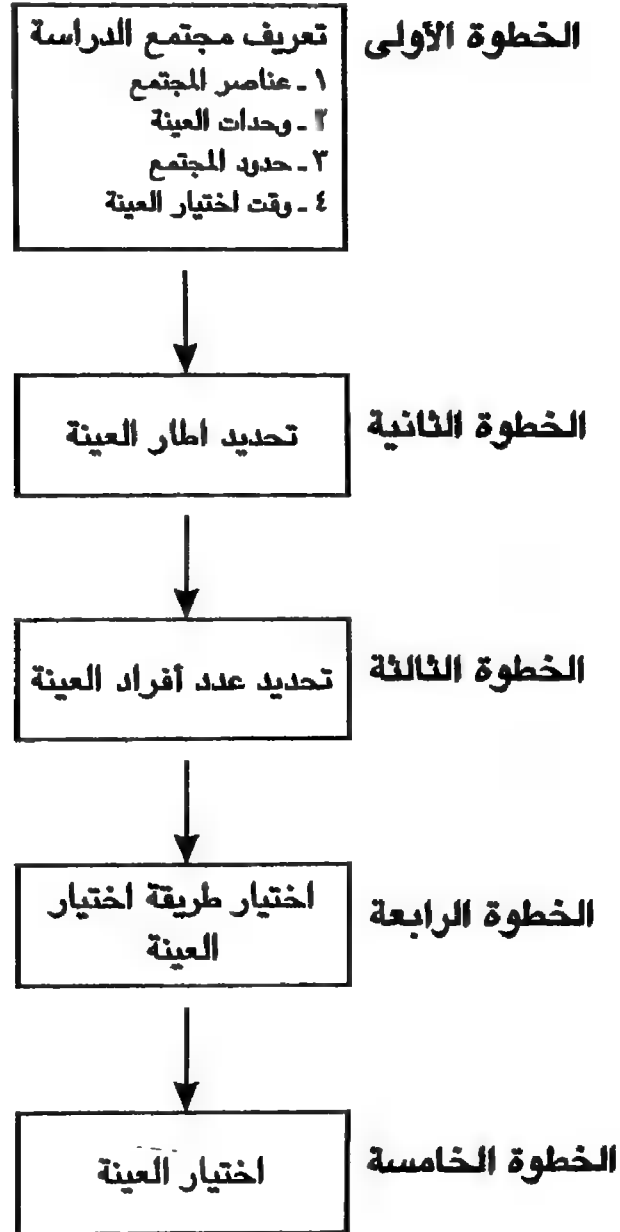 الخطوة الأولى
تعريف مجتمع الدراسة
١ ـ عناصر المجتمع
٢ ـ وحدات العينة
٣ ـ حدود المجتمع
٤ ـ وقت اختيار العينة
الخطوة الثانية
تحديد اطار العينة
الخطوة الثالثة
تحديد عدد أفراد العينة
الخطوة الرابعة
اختيار طريقة اختيار
العينة
الخطوة الخامسة
اختيار العينة